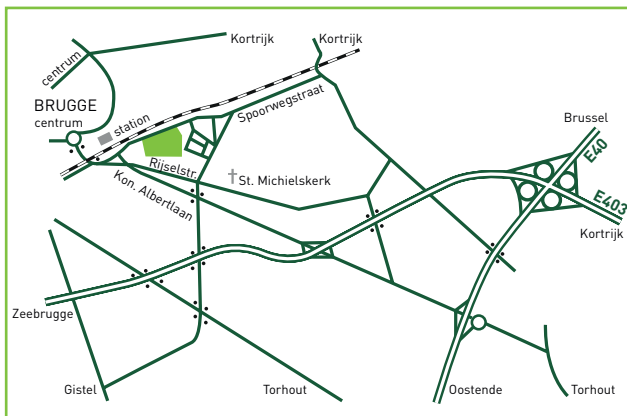 Kortrijk
Kortrijk
centrum
BRUGGE
centrum
station
Spoorwegstraat
Brussel
E40
Rijselstr.
St. Michielskerk
Kon. Albertlaan
E403
Kortrijk
Zeebrugge
Gistel
Torhout
Oostende
Torhout